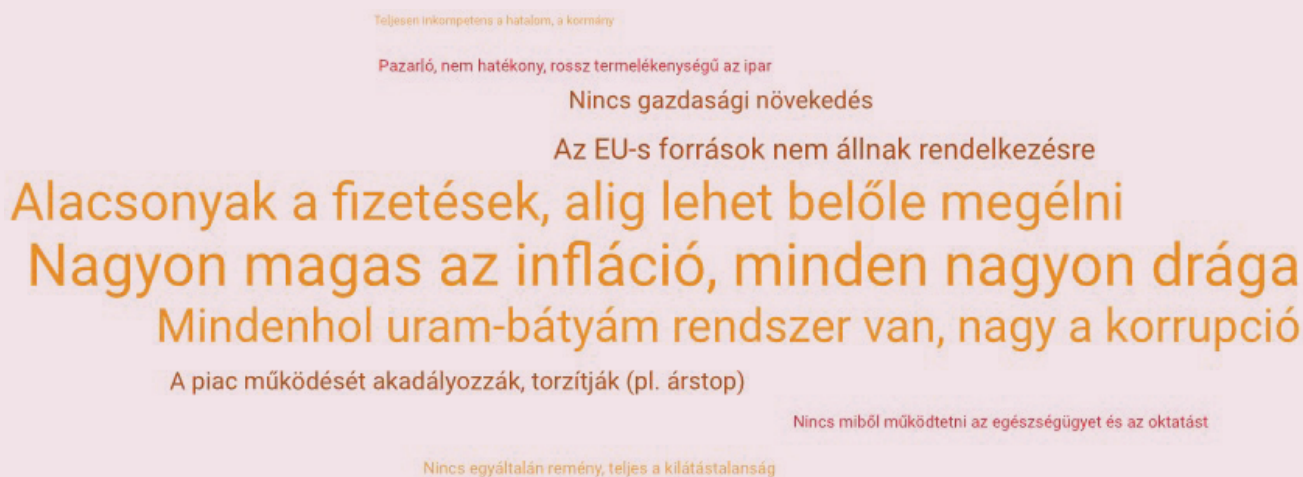 Teljesen inkompetens a hatalom, a kormány
Pazarló, nem hatékony, rossz termelékenységű az ipar
Nincs gazdasági növekedés
Az EU-s források nem állnak rendelkezésre
Alacsonyak a fizetések, alig lehet belőle megélni
Nagyon magas az infláció, minden nagyon drága
Mindenhol uram-bátyám rendszer van, nagy a korrupció
A piac működését akadályozzák, torzítják (pl. árstop)
Nincs miből működtetni az egészségügyet és az oktatást
Nincs egyáltalán remény, teljes a kilátástalanság